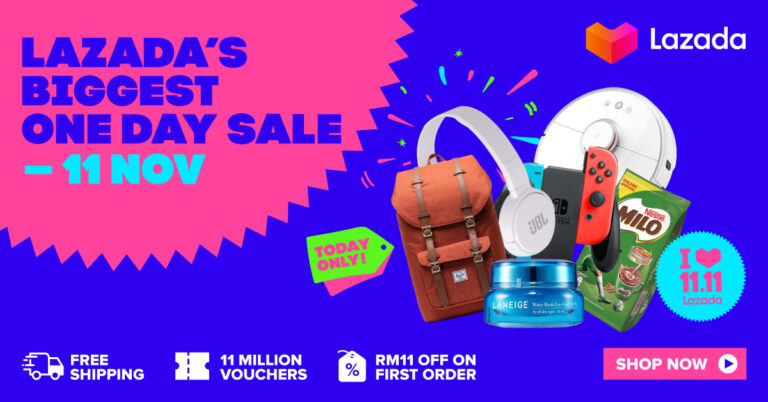 LAZADA'S
BIGGEST
ONE DAY SALE
– 11 NOV
Lazada
TODAY
ONLY!
JBL
Nestle
MILO
LANEIGE
I ❤
11.11
Lazada
FREE
SHIPPING
11 MILLION
VOUCHERS
RM11 OFF ON
FIRST ORDER
SHOP NOW